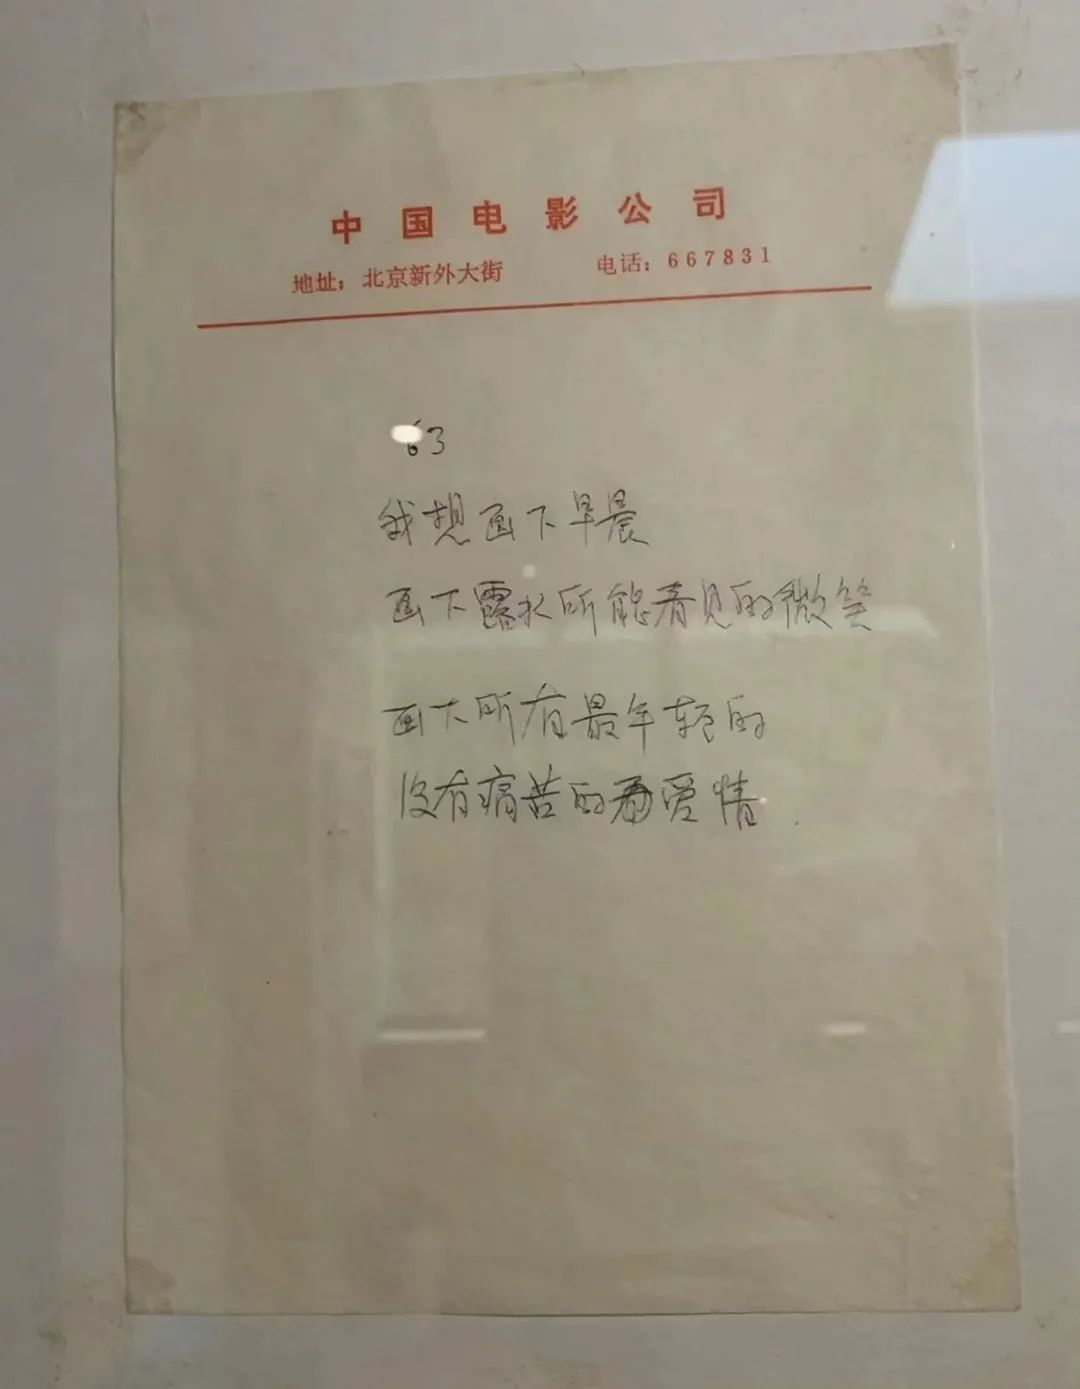 中国电影公司
地址：北京新外大街 电话：667831
63
我想画下早晨
画下露水所能看见的微笑
画下所有最年轻的
没有痛苦的爱情